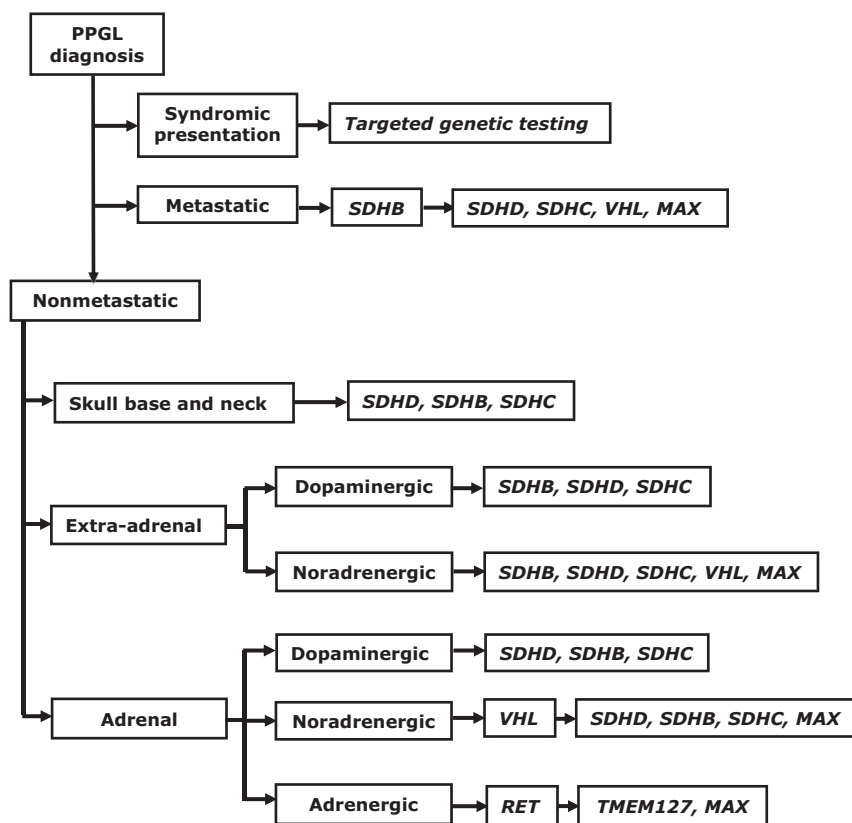 PPGL
diagnosis
Syndromic
presentation
Targeted genetic testing
Metastatic
SDHB
SDHD, SDHC, VHL, MAX
Nonmetastatic
Skull base and neck
SDHD, SDHB, SDHC
Extra-adrenal
Dopaminergic
SDHB, SDHD, SDHC
Noradrenergic
SDHB, SDHD, SDHC, VHL, MAX
Adrenal
Dopaminergic
SDHD, SDHB, SDHC
Noradrenergic
VHL
SDHD, SDHB, SDHC, MAX
Adrenergic
RET
TMEM127, MAX